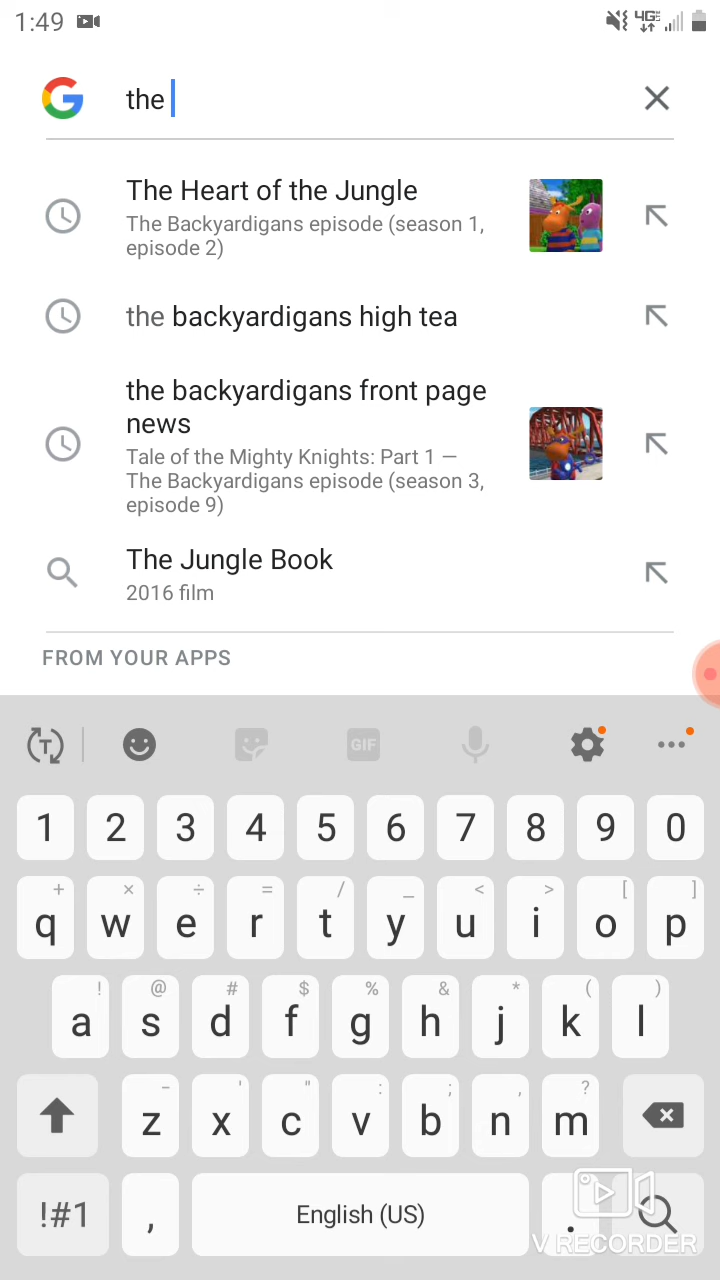 1:49
4G
the
The Heart of the Jungle
The Backyardigans episode (season 1,
episode 2)
the backyardigans high tea
the backyardigans front page
news
Tale of the Mighty Knights: Part 1 —
The Backyardigans episode (season 3,
episode 9)
The Jungle Book
2016 film
FROM YOUR APPS
T
GIF
1 2 3 4 5 6 7 8 9 0
+ × ÷ = / _ < > [ ]
q w e r t y u i o p
! @ # $ % & * ( )
a s d f g h j k l
- ' " : ; , ?
z x c v b n m
!#1 , English (US) .
V RECORDER